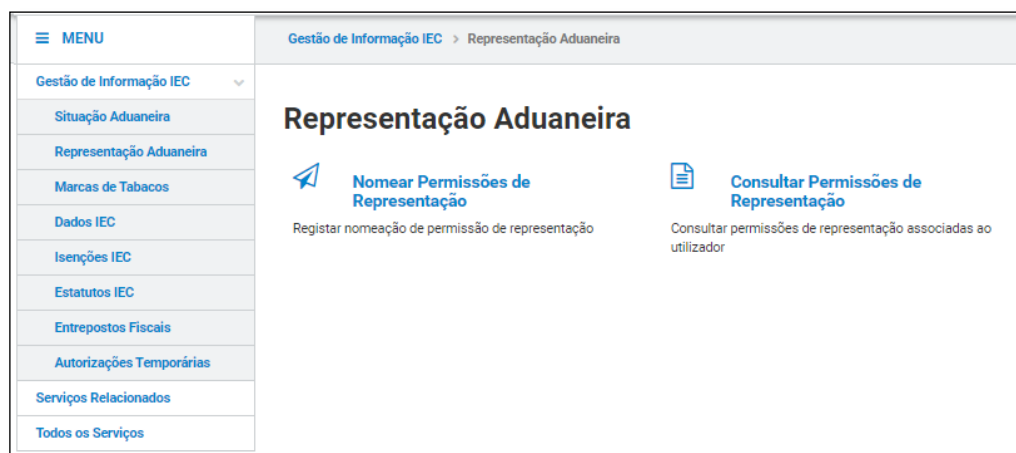 ≡ MENU
Gestão de Informação IEC
Situação Aduaneira
Representação Aduaneira
Marcas de Tabacos
Dados IEC
Isenções IEC
Estatutos IEC
Entrepostos Fiscais
Autorizações Temporárias
Serviços Relacionados
Todos os Serviços
Gestão de Informação IEC > Representação Aduaneira
Representação Aduaneira
Nomear Permissões de
Representação
Registar nomeação de permissão de representação
Consultar Permissões de
Representação
Consultar permissões de representação associadas ao
utilizador